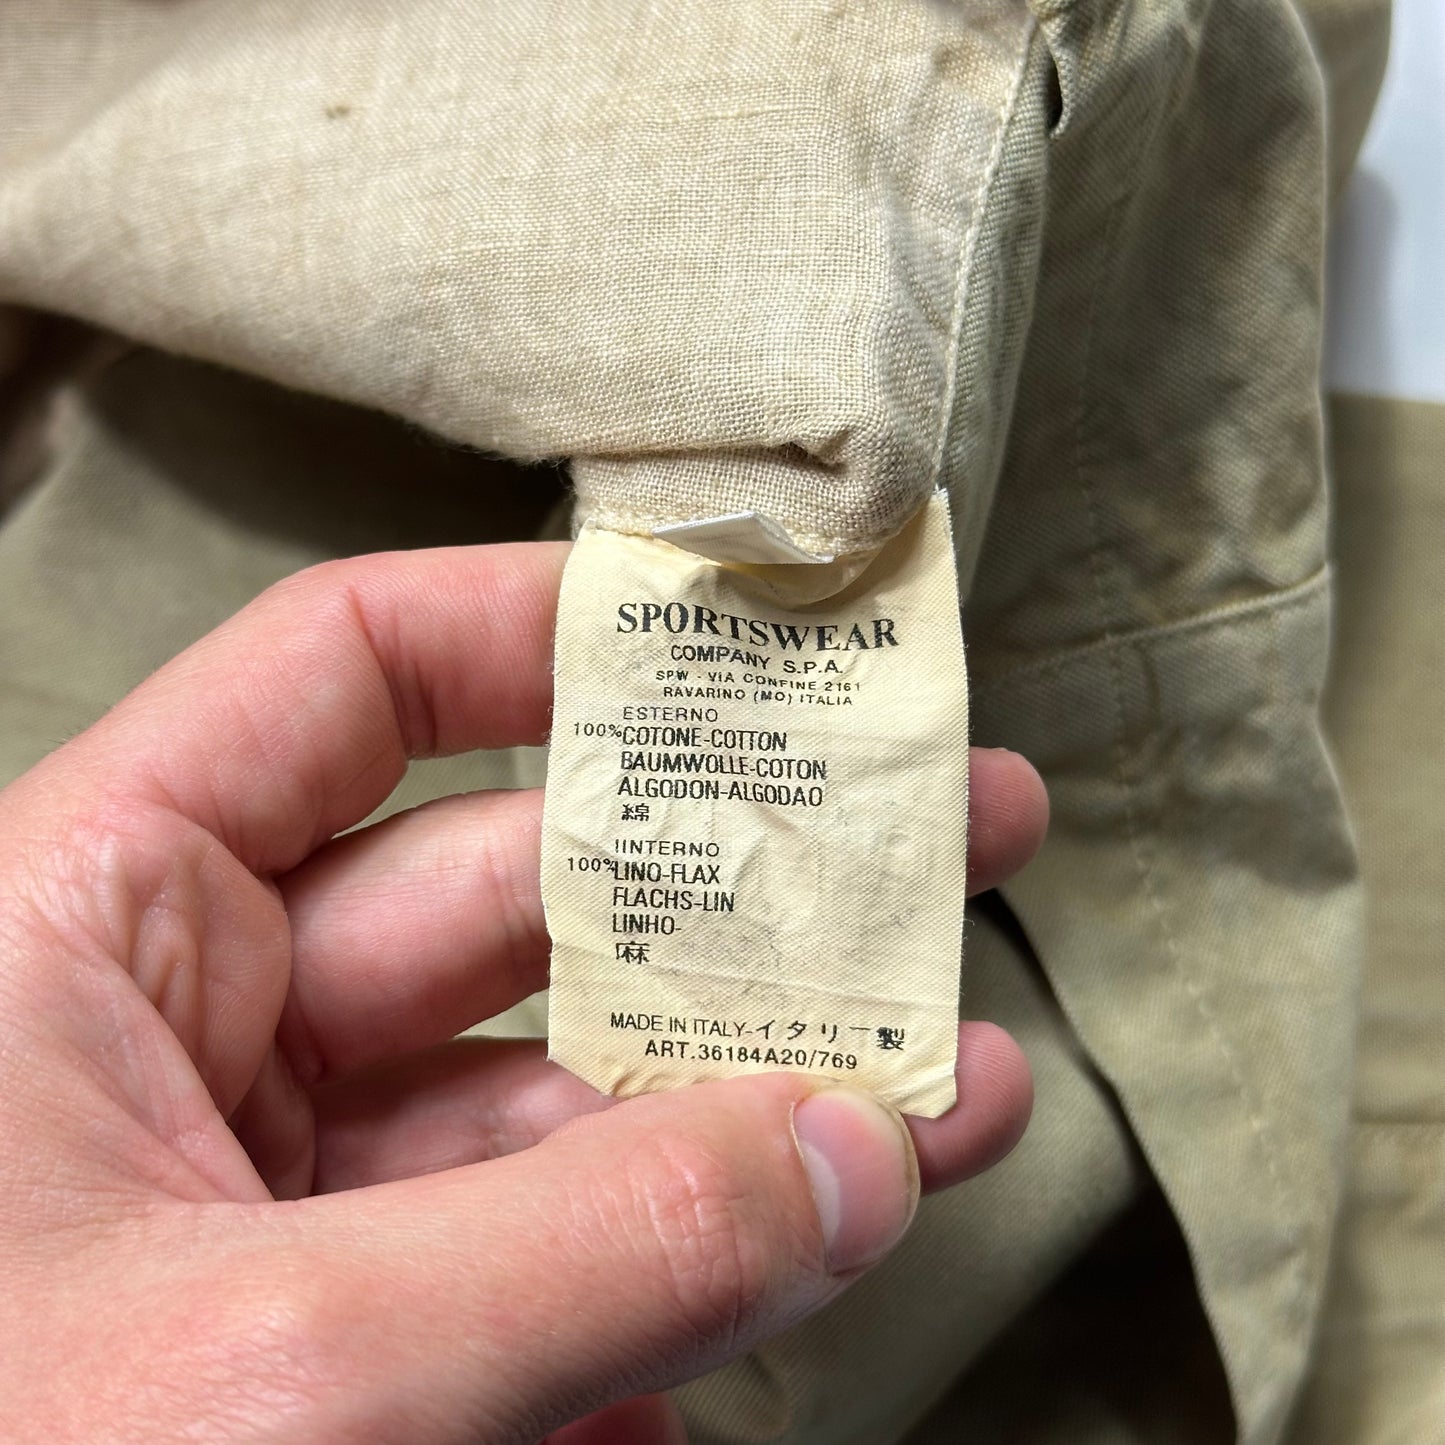 SPORTSWEAR
COMPANY S.P.A.
SPW - VIA CONFINE 2161
RAVARINO (MO) ITALIA
ESTERNO
100% COTONE-COTTON
BAUMWOLLE-COTON
ALGODON-ALGODAO
綿
IINTERNO
100% LINO-FLAX
FLACHS-LIN
LINHO-
麻
MADE IN ITALY-イタリー製
ART.36184A20/769